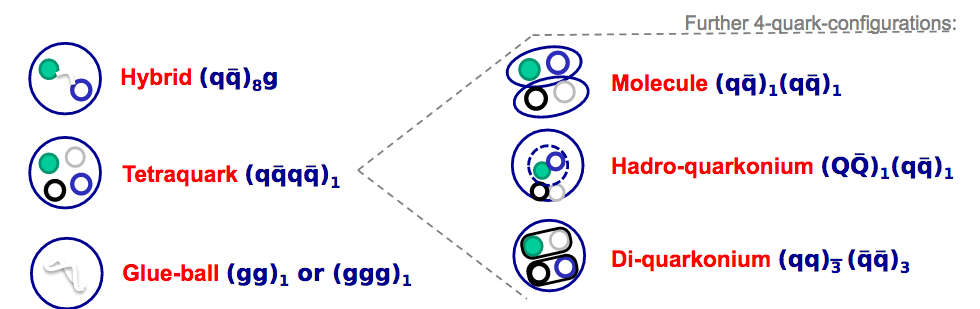 Further 4-quark-configurations:
Hybrid (qq̄)₈g
Tetraquark (qq̄qq̄)₁
Glue-ball (gg)₁ or (ggg)₁
Molecule (qq̄)₁(qq̄)₁
Hadro-quarkonium (QQ̄)₁(qq̄)₁
Di-quarkonium (qq)₃̅ (q̄q̄)₃